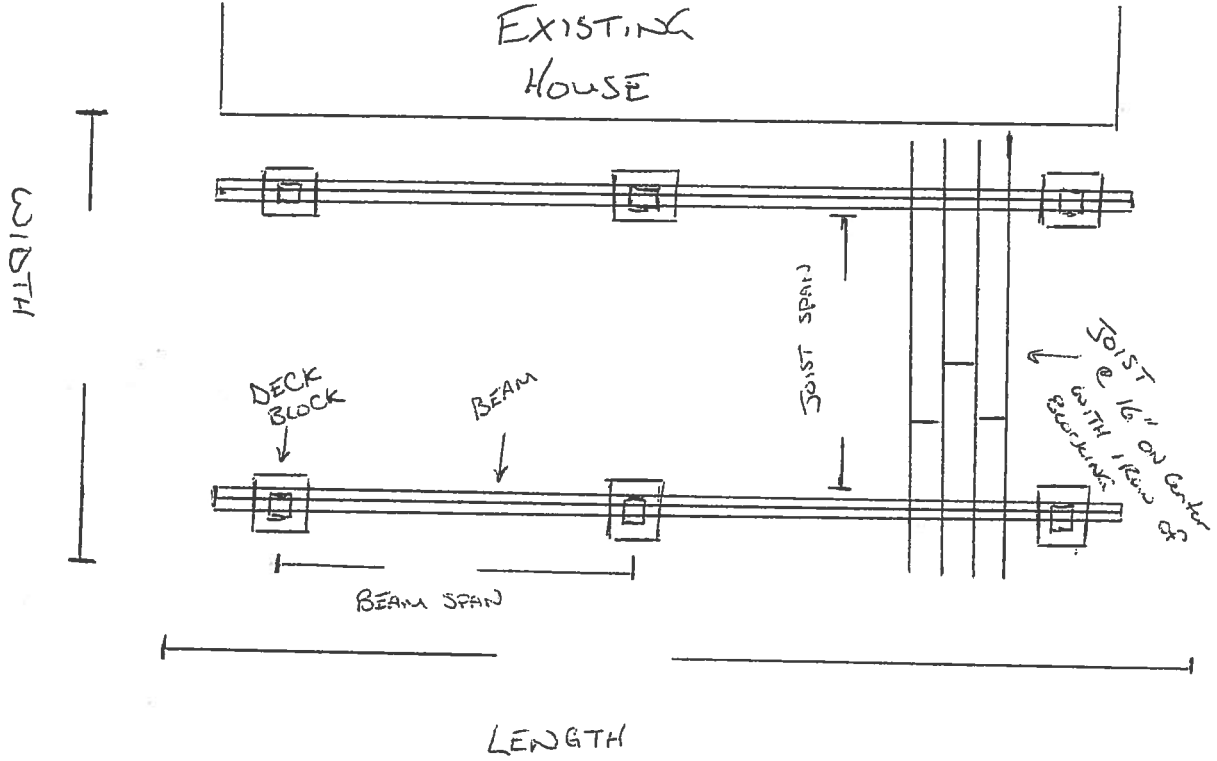 EXISTING
HOUSE
WIDTH
JOIST SPAN
DECK
BLOCK
BEAM
JOIST
@ 16" ON Center
WITH 1 ROW OF
BLOCKING
BEAM SPAN
LENGTH